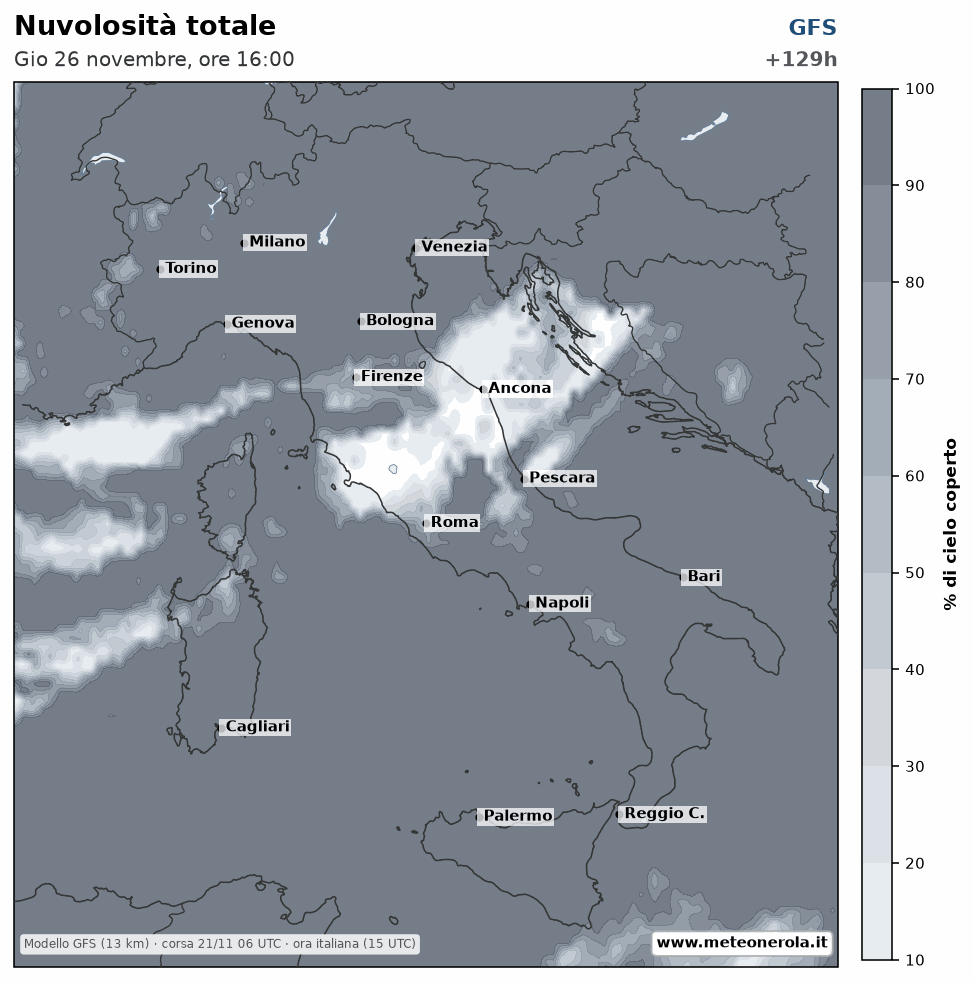 Nuvolosità totale
GFS
Gio 26 novembre, ore 16:00
+129h
100
90
80
70
60
50
40
30
20
10
% di cielo coperto
Milano
Venezia
Torino
Genova
Bologna
Firenze
Ancona
Pescara
Roma
Bari
Napoli
Cagliari
Palermo
Reggio C.
Modello GFS (13 km) · corsa 21/11 06 UTC · ora italiana (15 UTC)
www.meteonerola.it